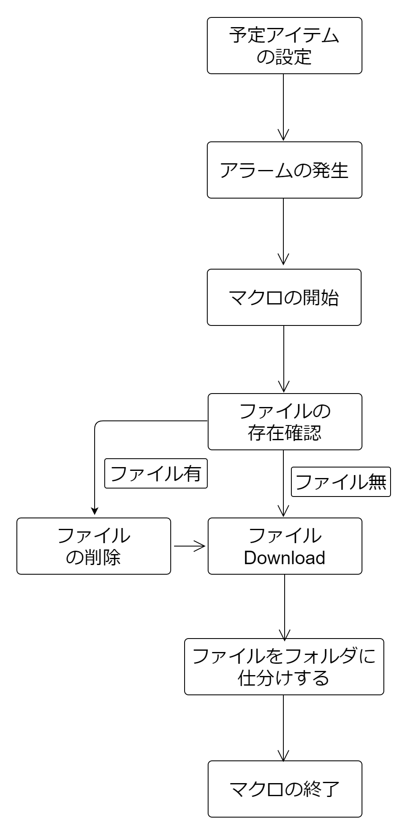 予定アイテム
の設定
アラームの発生
マクロの開始
ファイルの
存在確認
ファイル有
ファイル無
ファイル
の削除
ファイル
Download
ファイルをフォルダに
仕分けする
マクロの終了